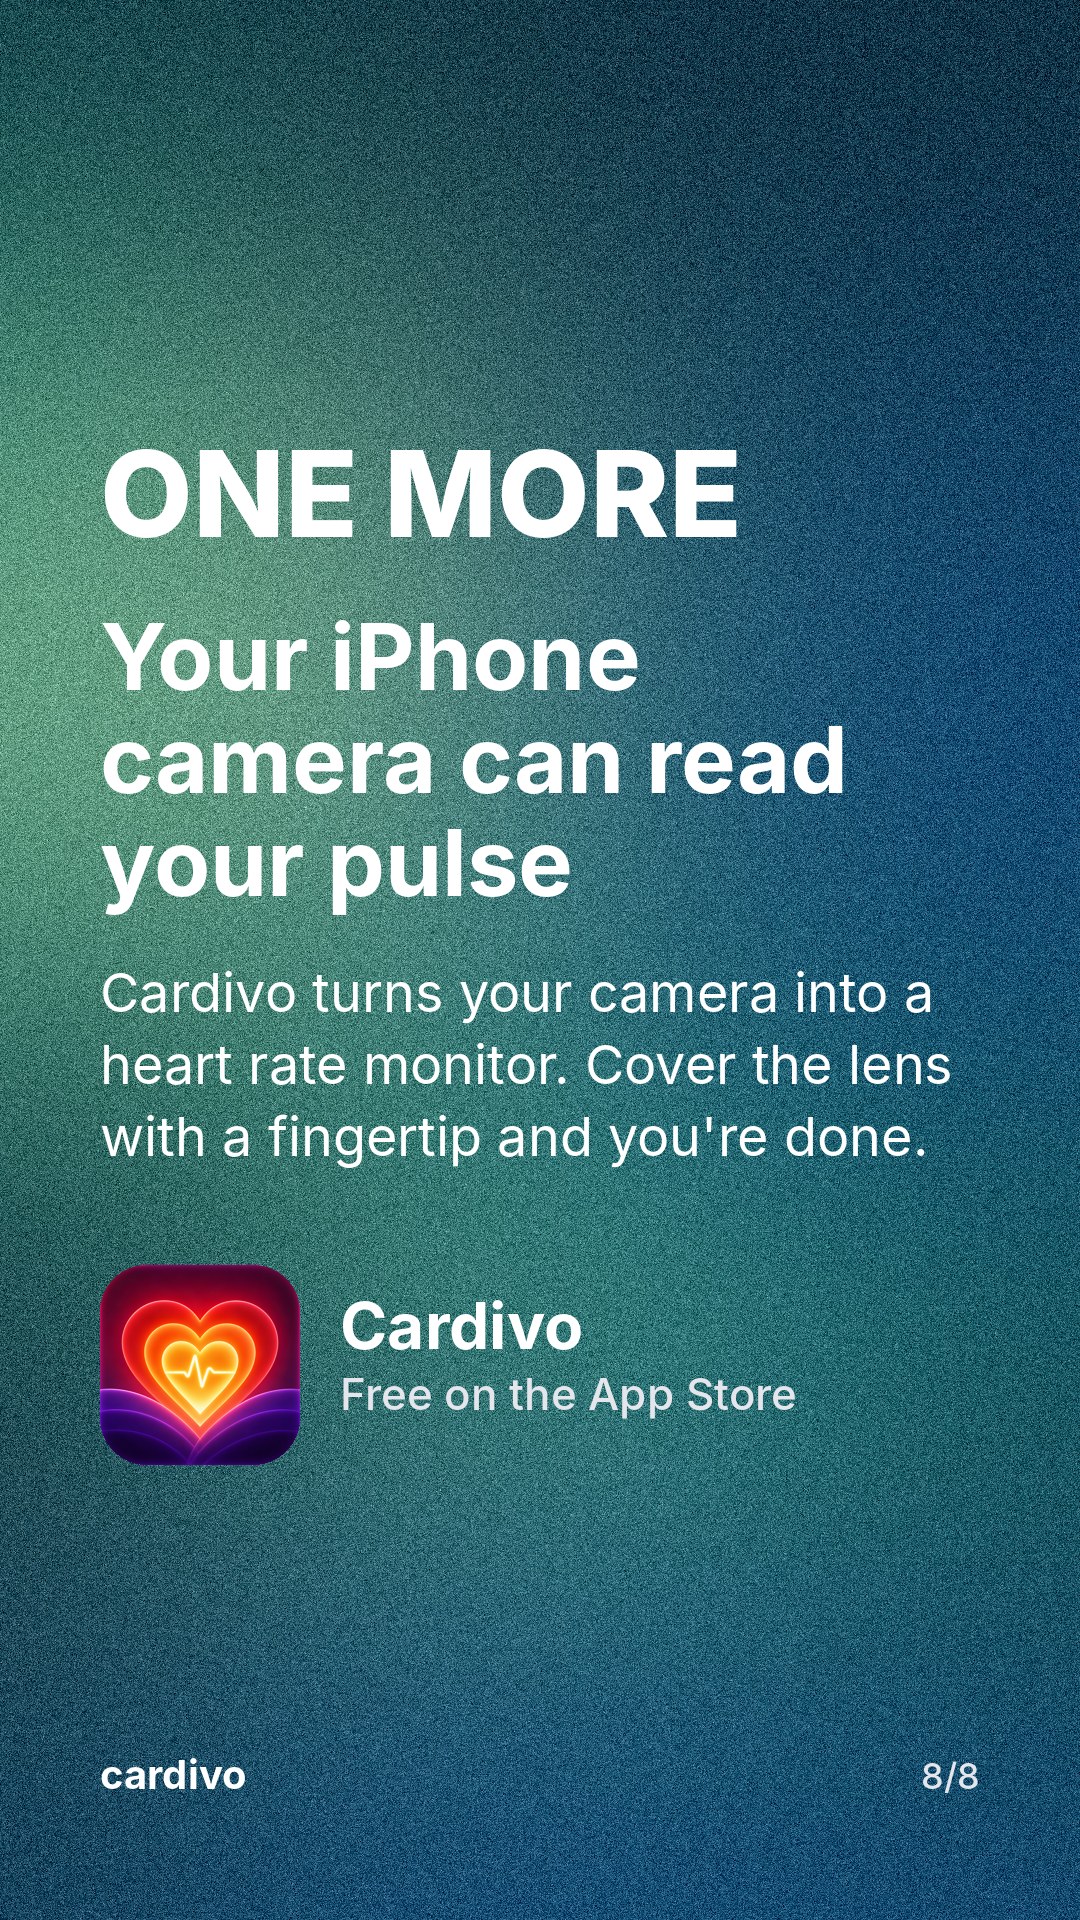 ONE MORE
Your iPhone
camera can read
your pulse
Cardivo turns your camera into a
heart rate monitor. Cover the lens
with a fingertip and you're done.
Cardivo
Free on the App Store
cardivo
8/8